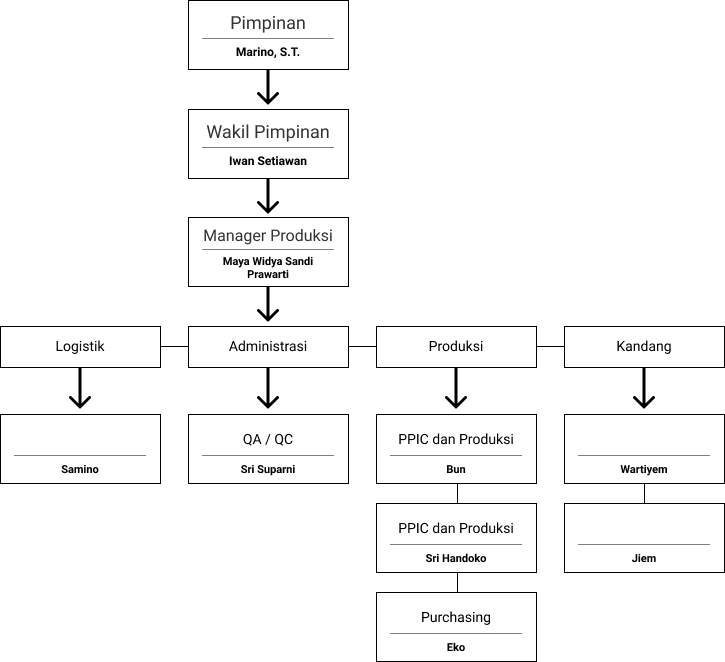 Pimpinan
Marino, S.T.
Wakil Pimpinan
Iwan Setiawan
Manager Produksi
Maya Widya Sandi
Prawarti
Logistik
Administrasi
Produksi
Kandang
Samino
QA / QC
Sri Suparni
PPIC dan Produksi
Bun
Wartiyem
PPIC dan Produksi
Sri Handoko
Jiem
Purchasing
Eko